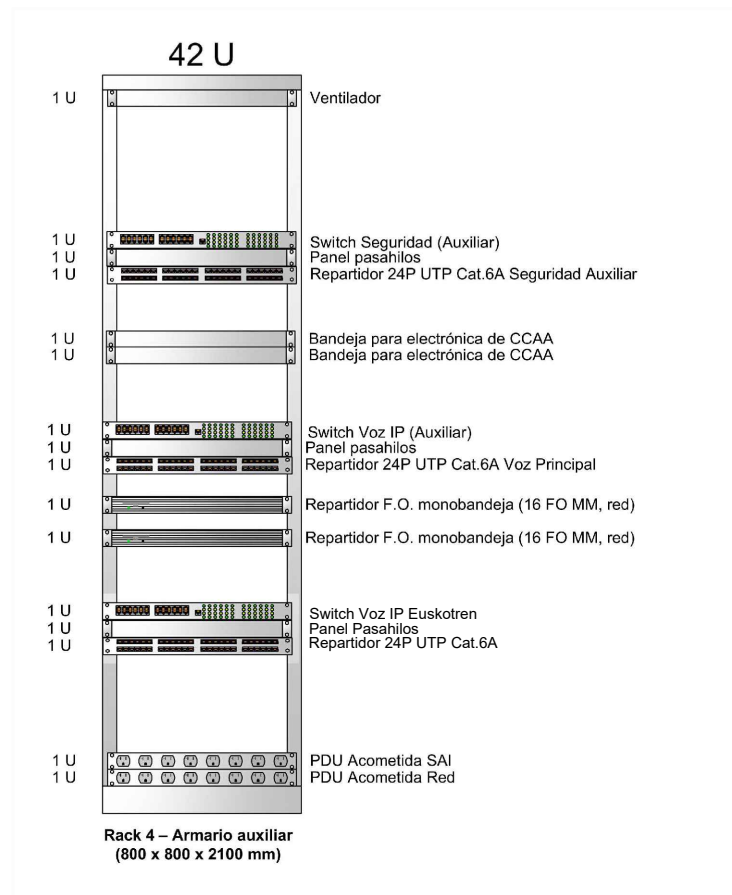 42 U
1 U Ventilador
1 U Switch Seguridad (Auxiliar)
1 U Panel pasahilos
1 U Repartidor 24P UTP Cat.6A Seguridad Auxiliar
1 U Bandeja para electrónica de CCAA
1 U Bandeja para electrónica de CCAA
1 U Switch Voz IP (Auxiliar)
1 U Panel pasahilos
1 U Repartidor 24P UTP Cat.6A Voz Principal
1 U Repartidor F.O. monobandeja (16 FO MM, red)
1 U Repartidor F.O. monobandeja (16 FO MM, red)
1 U Switch Voz IP Euskotren
1 U Panel Pasahilos
1 U Repartidor 24P UTP Cat.6A
1 U PDU Acometida SAI
1 U PDU Acometida Red
Rack 4 – Armario auxiliar
(800 x 800 x 2100 mm)